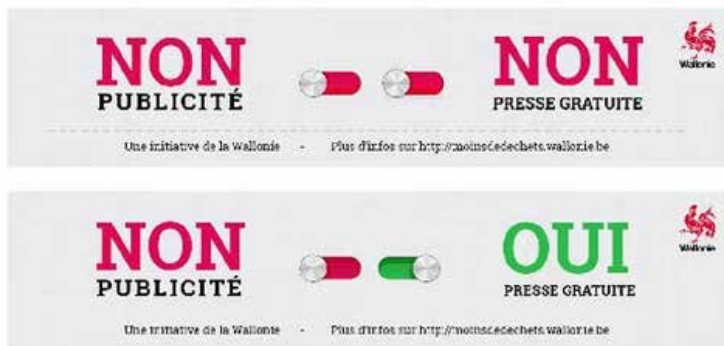 NON NON
PUBLICITÉ PRESSE GRATUITE
Wallonie
Une initiative de la Wallonie - Plus d'infos sur http://moinsdedechets.wallonie.be
NON OUI
PUBLICITÉ PRESSE GRATUITE
Wallonie
Une initiative de la Wallonie - Plus d'infos sur http://moinsdedechets.wallonie.be